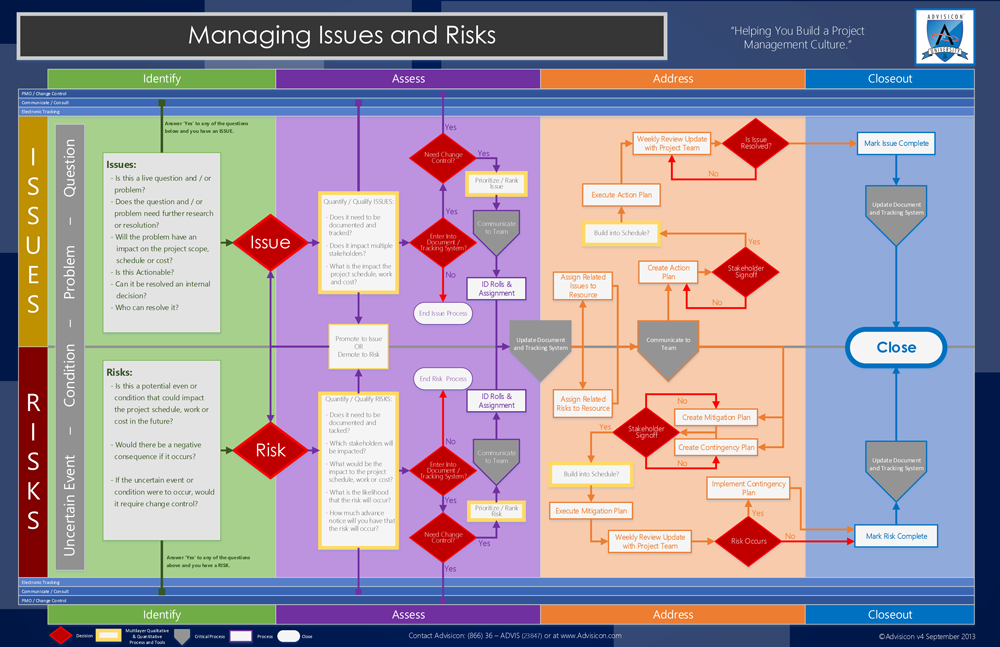 Managing Issues and Risks
"Helping You Build a Project
Management Culture."
ADVISICON
UNIVERSITY
Identify
Assess
Address
Closeout
PMO / Change Control
Communicate / Consult
Electronic Tracking
ISSUES
RISKS
Uncertain Event – Condition – Problem – Question
Answer 'Yes' to any of the questions
below and you have an ISSUE.
Issues:
- Is this a live question and / or
problem?
- Does the question and / or
problem need further research
or resolution?
- Will the problem have an
impact on the project scope,
schedule or cost?
- Is this Actionable?
- Can it be resolved an internal
decision?
- Who can resolve it?
Risks:
- Is this a potential even or
condition that could impact
the project schedule, work or
cost in the future?
- Would there be a negative
consequence if it occurs?
- If the uncertain event or
condition were to occur, would
it require change control?
Answer 'Yes' to any of the questions
above and you have a RISK.
Issue
Risk
Quantify / Qualify ISSUES:
- Does it need to be
documented and
tracked?
- Does it impact multiple
stakeholders?
- What is the impact the
project schedule, work
and cost?
Promote to Issue
OR
Demote to Risk
Quantify / Qualify RISKS:
- Does it need to be
documented and
tacked?
- Which stakeholders will
be impacted?
- What would be the
impact to the project
schedule, work or cost?
- What is the likelihood
that the risk will occur?
- How much advance
notice will you have that
the risk will occur?
Yes
Need Change
Control?
Yes
Prioritize / Rank
Issue
Yes
Communicate
to Team
Enter Into
Document /
Tracking System?
No
ID Rolls &
Assignment
End Issue Process
Update Document
and Tracking System
End Risk Process
ID Rolls &
Assignment
No
Communicate
to Team
Enter Into
Document /
Tracking System?
Yes
Prioritize / Rank
Risk
Need Change
Control?
Yes
Yes
Weekly Review Update
with Project Team
Is Issue
Resolved?
No
Execute Action Plan
Build into Schedule?
Yes
Create Action
Plan
Stakeholder
Signoff
No
Assign Related
Issues to
Resource
Communicate to
Team
Assign Related
Risks to Resource
No
Create Mitigation Plan
Stakeholder
Signoff
Yes
Create Contingency Plan
No
Build into Schedule?
Implement Contingency
Plan
Execute Mitigation Plan
Yes
Weekly Review Update
with Project Team
Risk Occurs
No
Mark Issue Complete
Update Document
and Tracking System
Close
Update Document
and Tracking System
Mark Risk Complete
Electronic Tracking
Communicate / Consult
PMO / Change Control
Identify
Assess
Address
Closeout
Decision
Multilayer Qualitative
& Quantitative
Process and Tools
Critical Process
Process
Close
Contact Advisicon: (866) 36 – ADVIS (23847) or at www.Advisicon.com
©Advisicon v4 September 2013